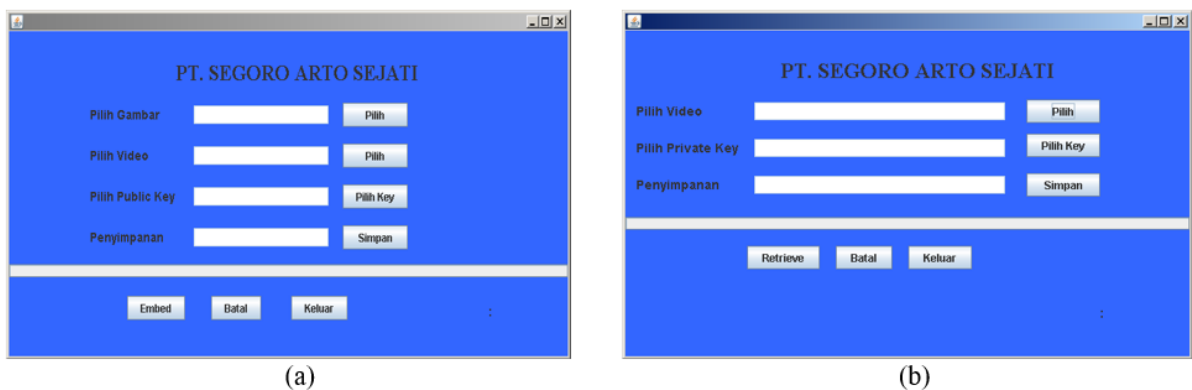 PT. SEGORO ARTO SEJATI
Pilih Gambar Pilih
Pilih Video Pilih
Pilih Public Key Pilih Key
Penyimpanan Simpan
Embed Batal Keluar :
(a)
PT. SEGORO ARTO SEJATI
Pilih Video Pilih
Pilih Private Key Pilih Key
Penyimpanan Simpan
Retrieve Batal Keluar
:
(b)